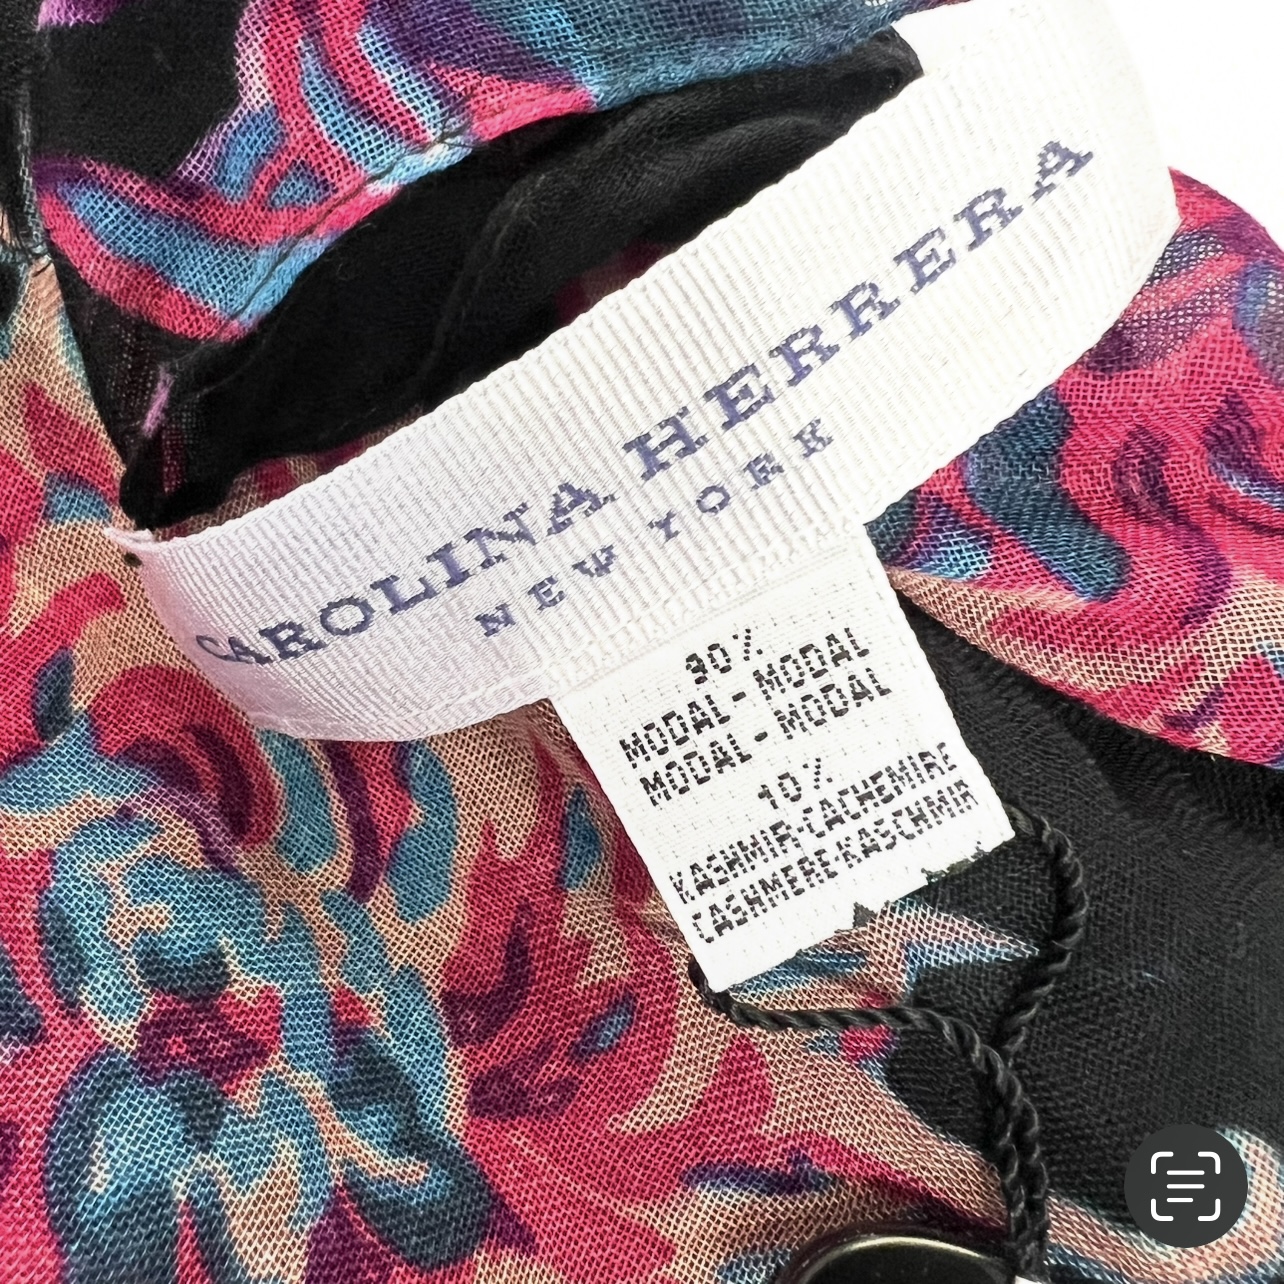 CAROLINA HERRERA
NEW YORK
90%
MODAL-MODAL
MODAL-MODAL
10%
KASHMIR-CACHEMIRE
CASHMERE-KASCHMIR